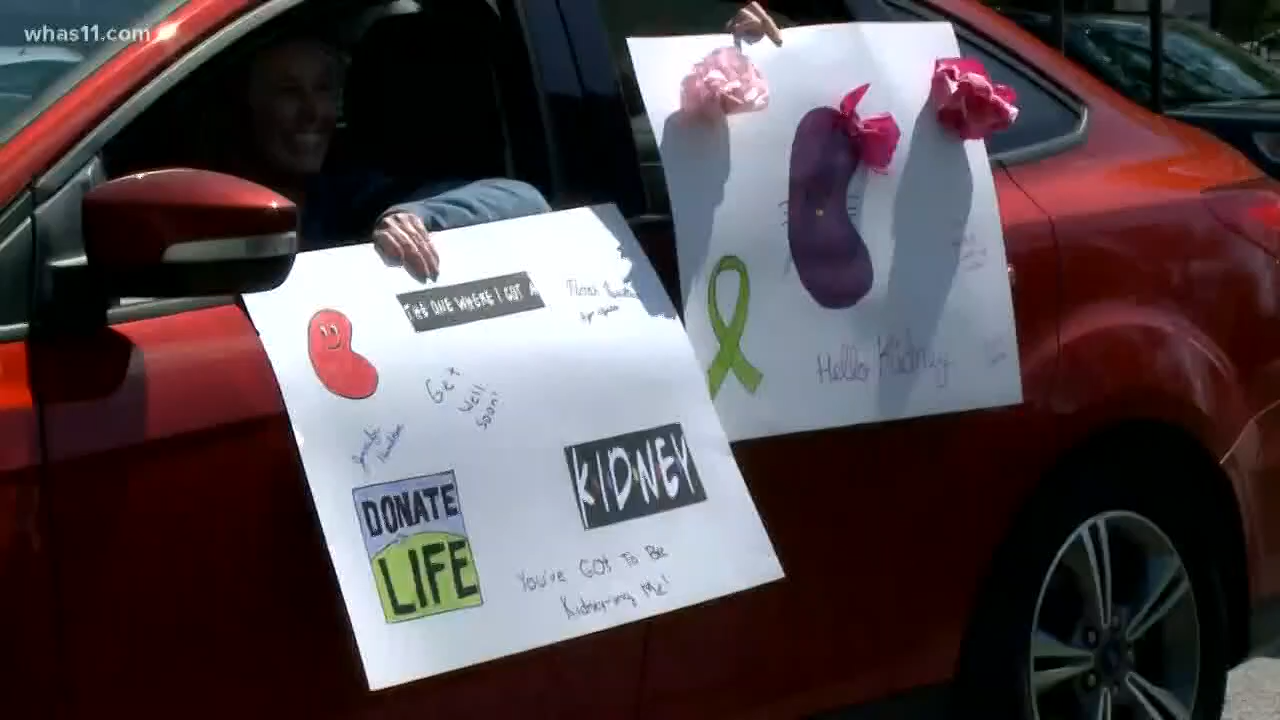 whas11.com
THE ONE WHERE I GOT A
Get
Well
Soon!
KIDNEY
DONATE
LIFE
You've GOt To Be
Kidneying Me!
Hello Kidney